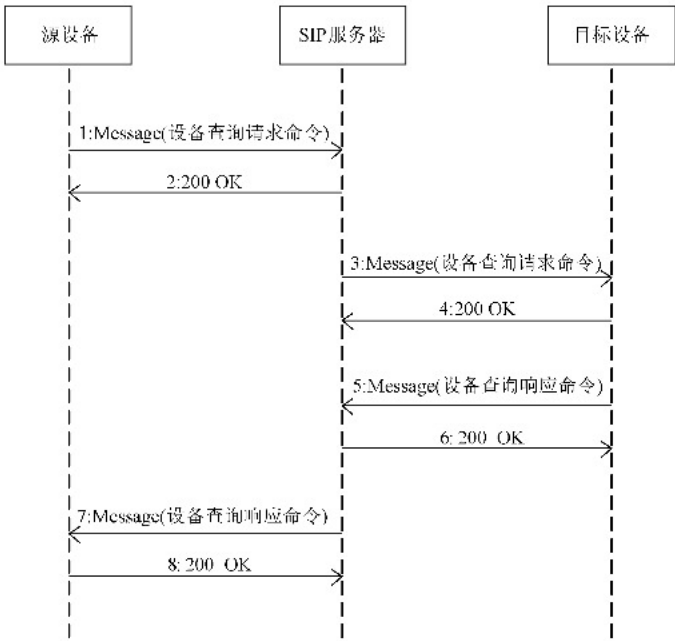 源设备
SIP服务器
目标设备
1:Message(设备查询请求命令)
2:200 OK
3:Message(设备查询请求命令)
4:200 OK
5:Message(设备查询响应命令)
6: 200  OK
7:Message(设备查询响应命令)
8: 200  OK